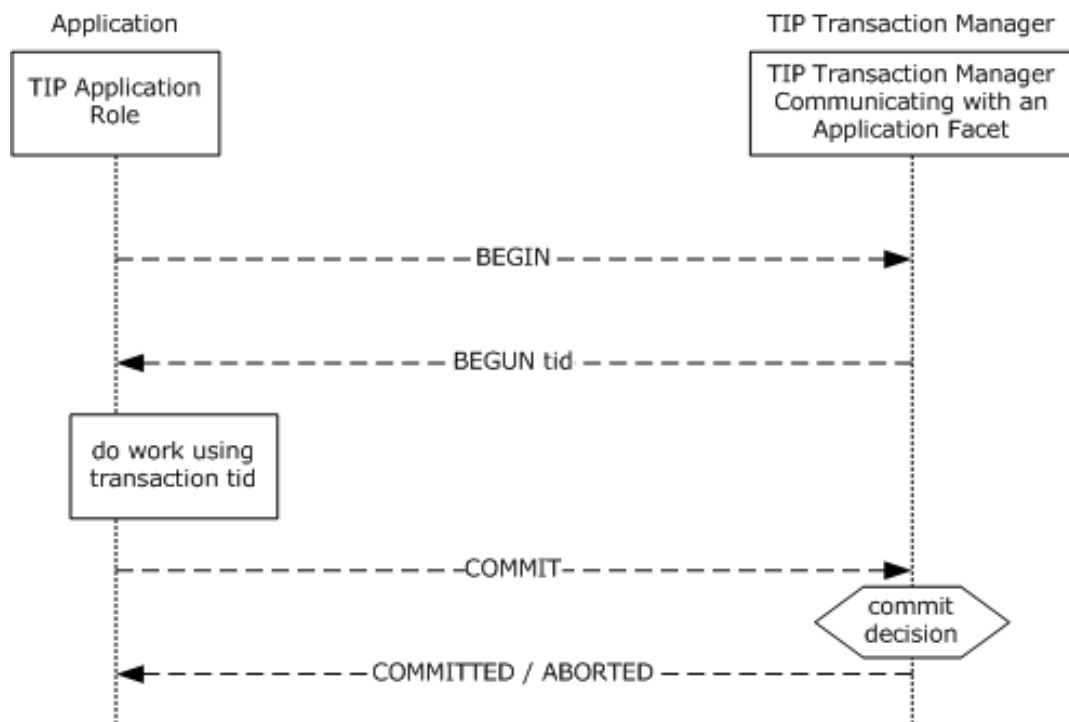 Application
TIP Transaction Manager
TIP Application
Role
TIP Transaction Manager
Communicating with an
Application Facet
BEGIN
BEGUN tid
do work using
transaction tid
COMMIT
commit
decision
COMMITTED / ABORTED